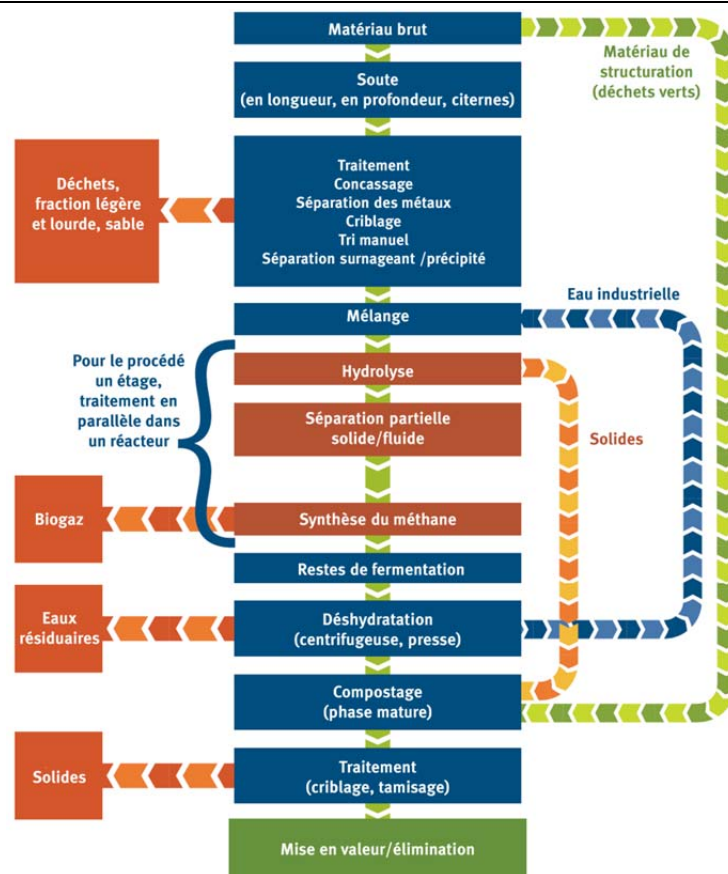 Matériau brut
Matériau de
structuration
(déchets verts)
Soute
(en longueur, en profondeur, citernes)
Déchets,
fraction légère
et lourde, sable
Traitement
Concassage
Séparation des métaux
Criblage
Tri manuel
Séparation surnageant /précipité
Eau industrielle
Mélange
Pour le procédé
un étage,
traitement en
parallèle dans
un réacteur
Hydrolyse
Séparation partielle
solide/fluide
Solides
Biogaz
Synthèse du méthane
Restes de fermentation
Eaux
résiduaires
Déshydratation
(centrifugeuse, presse)
Compostage
(phase mature)
Solides
Traitement
(criblage, tamisage)
Mise en valeur/élimination